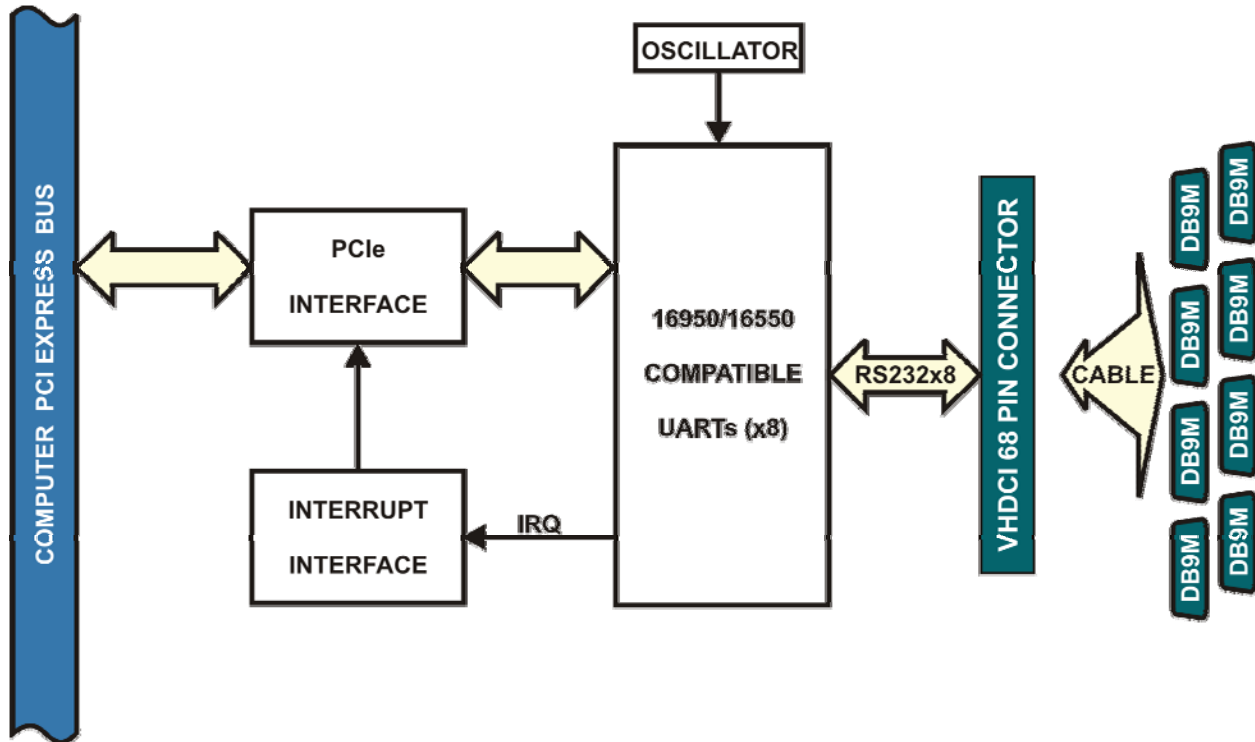 COMPUTER PCI EXPRESS BUS
OSCILLATOR
PCIe
INTERFACE
INTERRUPT
INTERFACE
IRQ
16950/16550
COMPATIBLE
UARTs (x8)
RS232x8
VHDCI 68 PIN CONNECTOR
CABLE
DB9M
DB9M
DB9M
DB9M
DB9M
DB9M
DB9M
DB9M